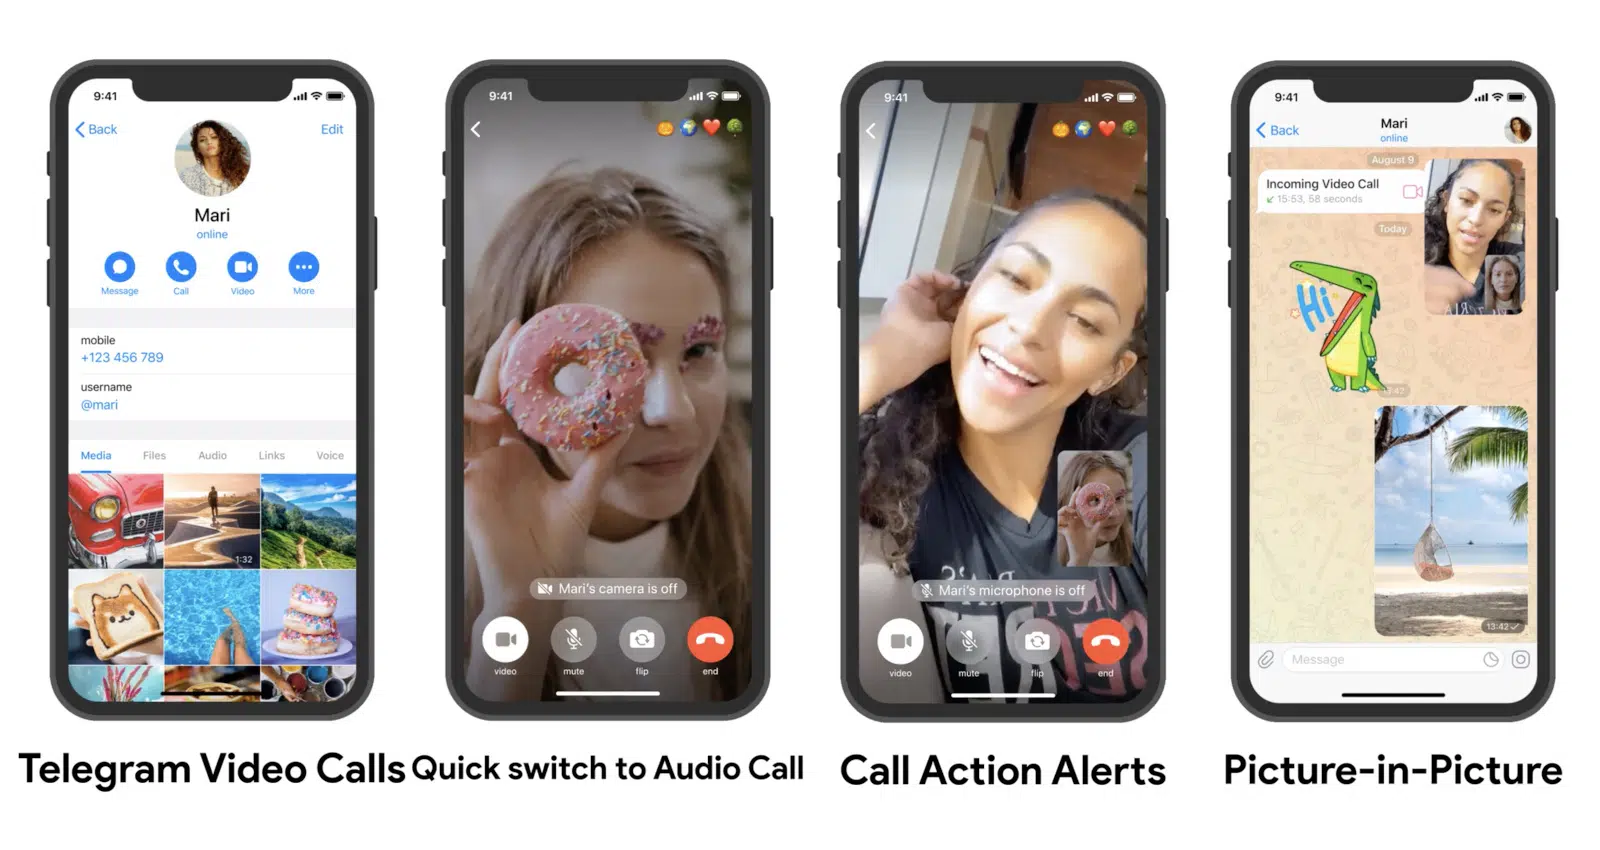 9:41
Back
Edit
Mari
online
Message Call Video More
mobile
+123 456 789
username
@mari
Media Files Audio Links Voice
1:32
Telegram Video Calls
9:41
Mari's camera is off
video mute flip end
Quick switch to Audio Call
9:41
Mari's microphone is off
video mute flip end
Call Action Alerts
9:41
Back
Mari
online
August 9
Incoming Video Call
15:53, 58 seconds
Today
Hi
13:42
Message
Picture-in-Picture